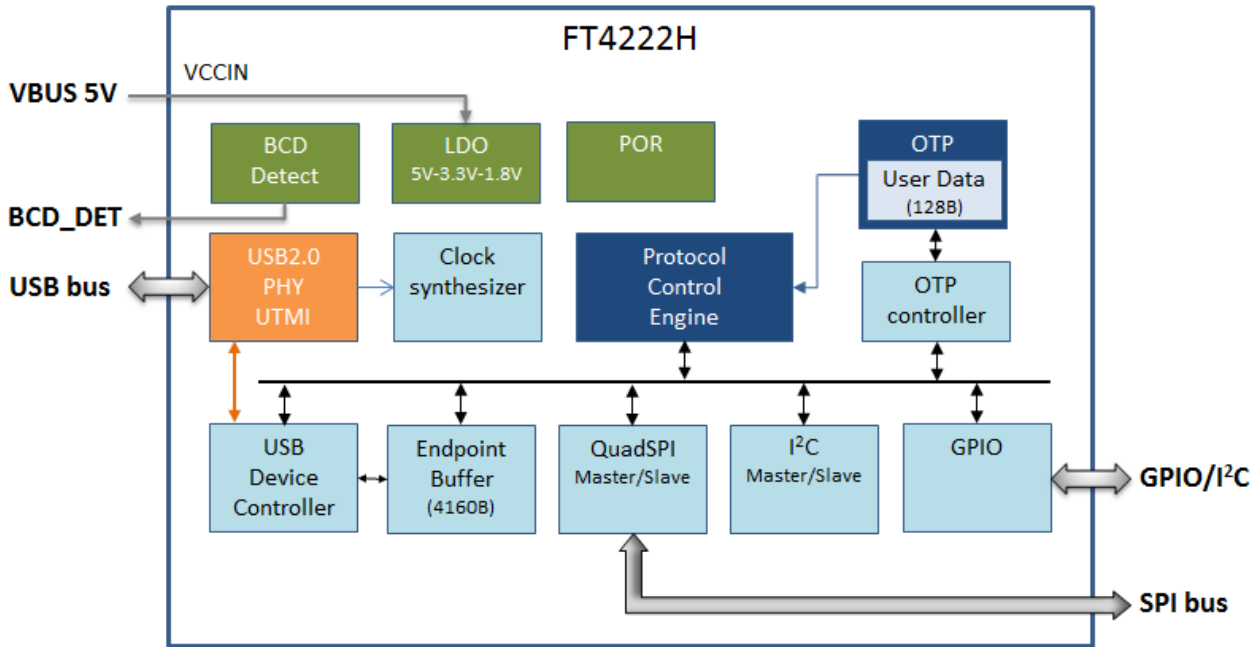 FT4222H
VCCIN
VBUS 5V
BCD
Detect
LDO
5V-3.3V-1.8V
POR
OTP
User Data
(128B)
BCD_DET
USB bus
USB2.0
PHY
UTMI
Clock
synthesizer
Protocol
Control
Engine
OTP
controller
USB
Device
Controller
Endpoint
Buffer
(4160B)
QuadSPI
Master/Slave
I²C
Master/Slave
GPIO
GPIO/I²C
SPI bus